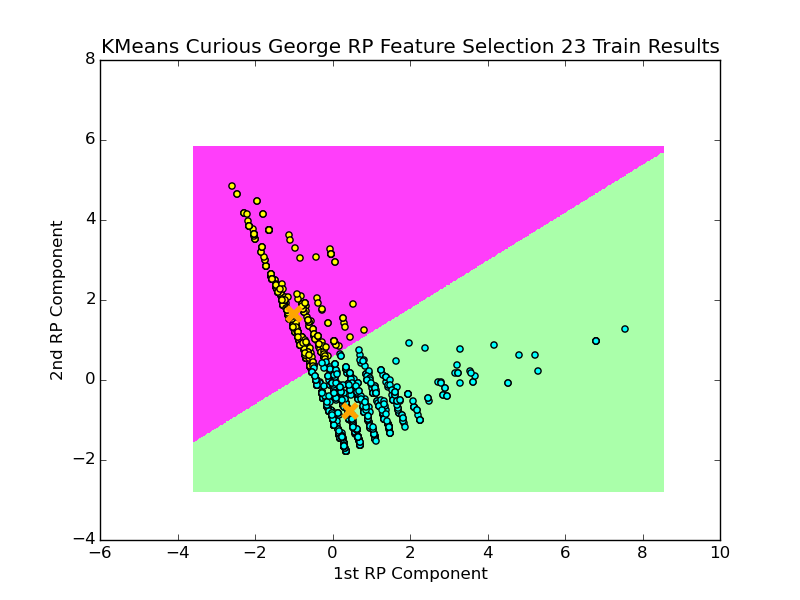 KMeans Curious George RP Feature Selection 23 Train Results
8
6
4
2
0
−2
−4
2nd RP Component
−6 −4 −2 0 2 4 6 8 10
1st RP Component